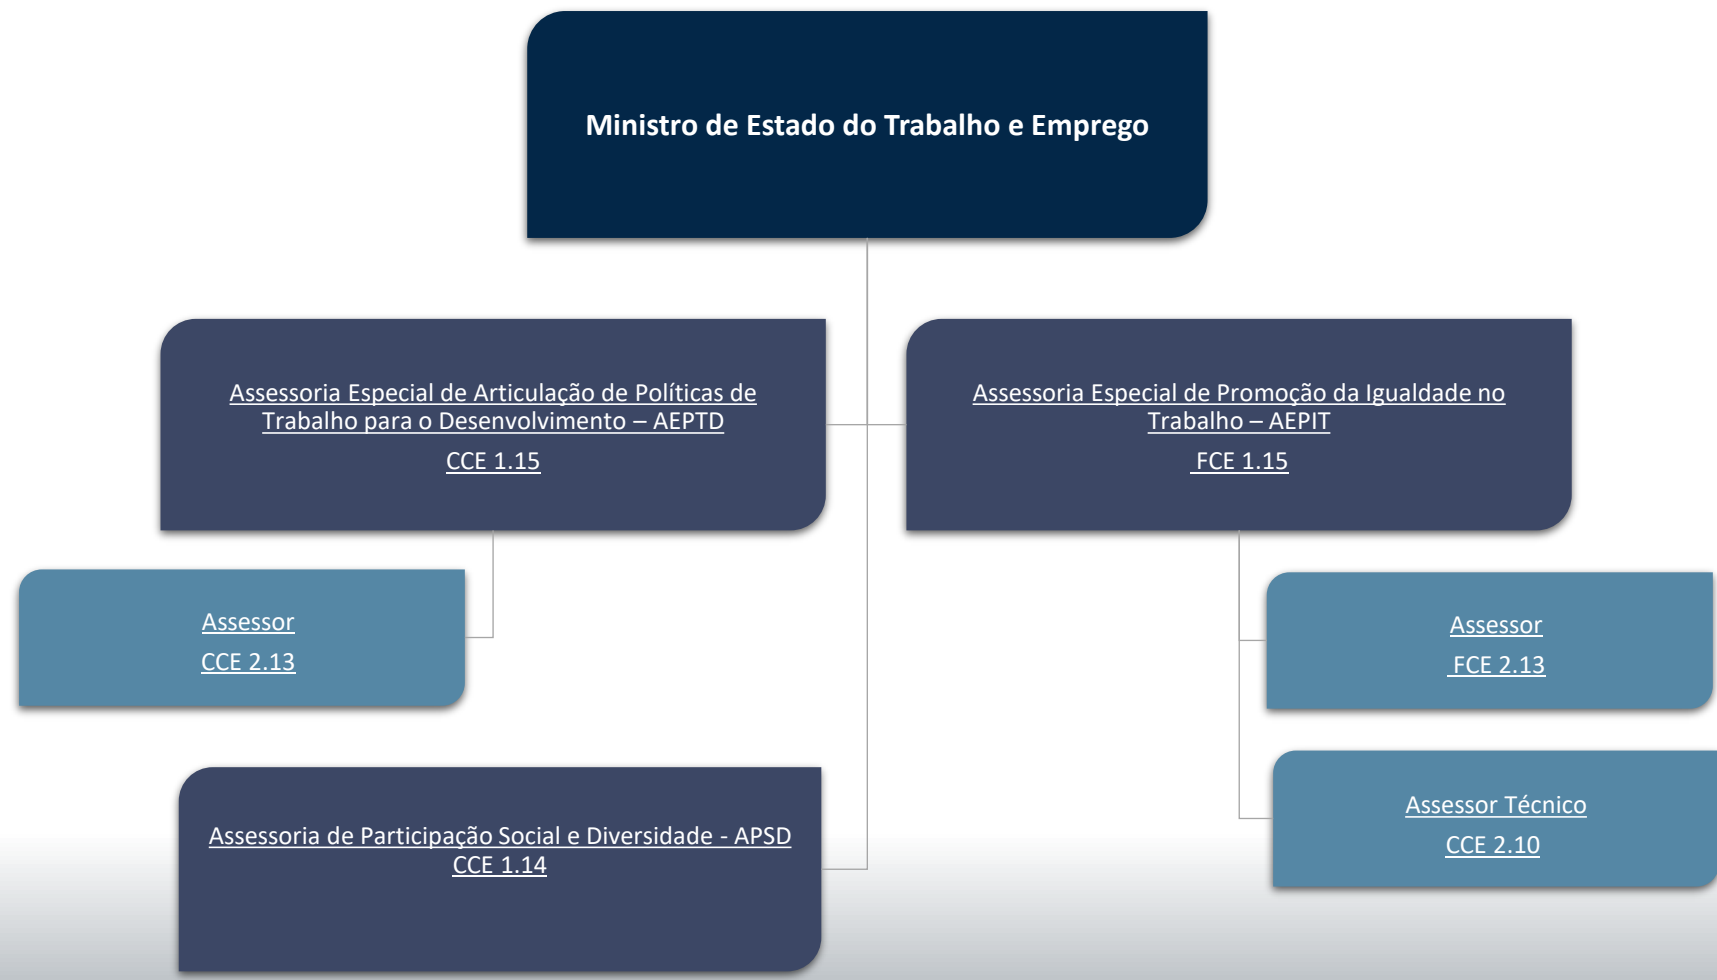 Ministro de Estado do Trabalho e Emprego
Assessoria Especial de Articulação de Políticas de
Trabalho para o Desenvolvimento – AEPTD
CCE 1.15
Assessoria Especial de Promoção da Igualdade no
Trabalho – AEPIT
FCE 1.15
Assessor
CCE 2.13
Assessor
FCE 2.13
Assessor Técnico
CCE 2.10
Assessoria de Participação Social e Diversidade - APSD
CCE 1.14